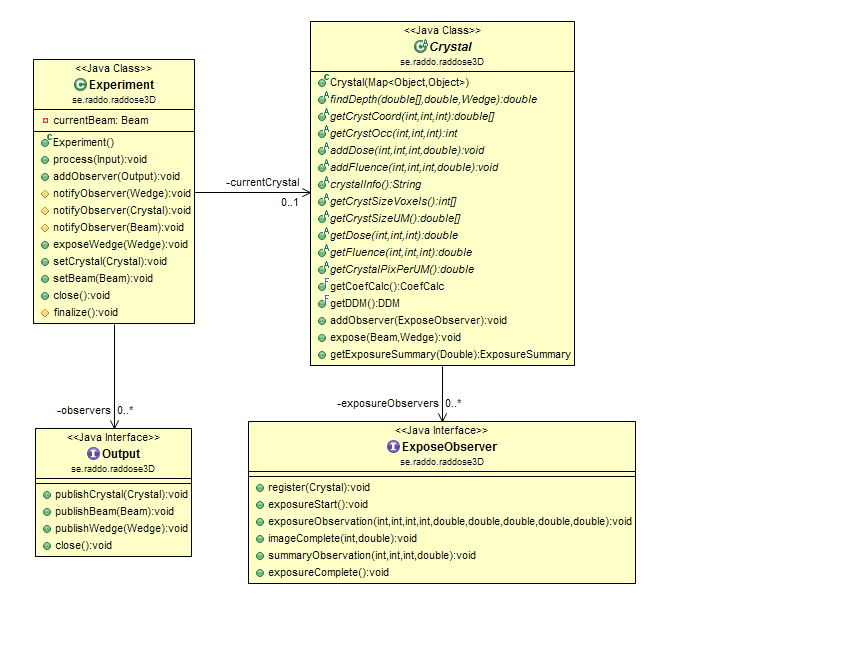 <<Java Class>>
Experiment
se.raddo.raddose3D
currentBeam: Beam
Experiment()
process(Input):void
addObserver(Output):void
notifyObserver(Wedge):void
notifyObserver(Crystal):void
notifyObserver(Beam):void
exposeWedge(Wedge):void
setCrystal(Crystal):void
setBeam(Beam):void
close():void
finalize():void
-currentCrystal
0..1
<<Java Class>>
Crystal
se.raddo.raddose3D
Crystal(Map<Object,Object>)
findDepth(double[],double,Wedge):double
getCrystCoord(int,int,int):double[]
getCrystOcc(int,int,int):int
addDose(int,int,int,double):void
addFluence(int,int,int,double):void
crystalInfo():String
getCrystSizeVoxels():int[]
getCrystSizeUM():double[]
getDose(int,int,int):double
getFluence(int,int,int):double
getCrystalPixPerUM():double
getCoefCalc():CoefCalc
getDDM():DDM
addObserver(ExposeObserver):void
expose(Beam,Wedge):void
getExposureSummary(Double):ExposureSummary
-observers 0..*
-exposureObservers 0..*
<<Java Interface>>
Output
se.raddo.raddose3D
publishCrystal(Crystal):void
publishBeam(Beam):void
publishWedge(Wedge):void
close():void
<<Java Interface>>
ExposeObserver
se.raddo.raddose3D
register(Crystal):void
exposureStart():void
exposureObservation(int,int,int,int,double,double,double,double,double):void
imageComplete(int,double):void
summaryObservation(int,int,int,double):void
exposureComplete():void